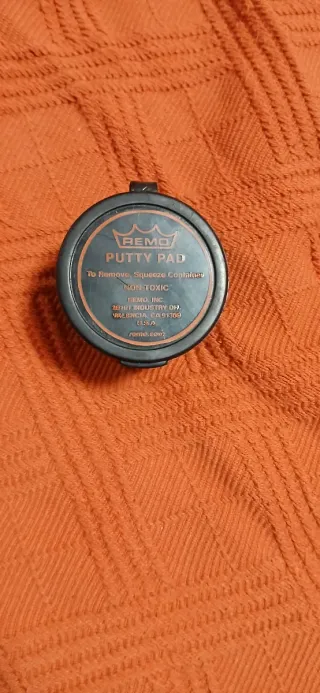 REMO
PUTTY PAD
To Remove, Squeeze Container
NON-TOXIC
REMO, INC.
28101 INDUSTRY DR.
VALENCIA, CA 91355
U.S.A.